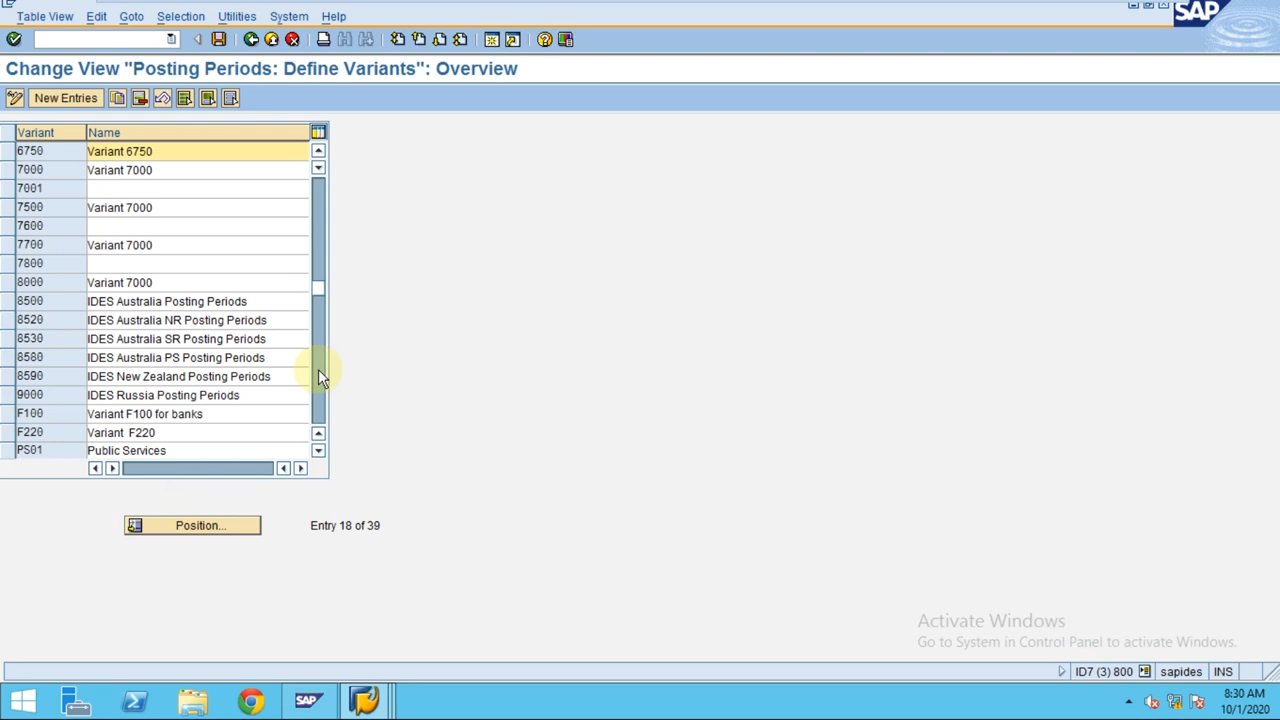 Table View Edit Goto Selection Utilities System Help
SAP
Change View "Posting Periods: Define Variants": Overview
New Entries
Variant Name
6750 Variant 6750
7000 Variant 7000
7001
7500 Variant 7000
7600
7700 Variant 7000
7800
8000 Variant 7000
8500 IDES Australia Posting Periods
8520 IDES Australia NR Posting Periods
8530 IDES Australia SR Posting Periods
8580 IDES Australia PS Posting Periods
8590 IDES New Zealand Posting Periods
9000 IDES Russia Posting Periods
F100 Variant F100 for banks
F220 Variant F220
PS01 Public Services
Position... Entry 18 of 39
Activate Windows
Go to System in Control Panel to activate Windows.
ID7 (3) 800 sapides INS
SAP
8:30 AM
10/1/2020